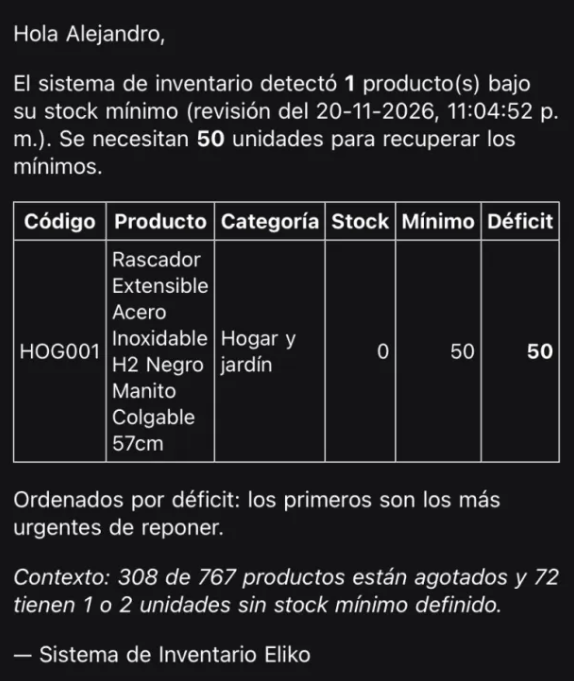 Hola Alejandro,
El sistema de inventario detectó 1 producto(s) bajo
su stock mínimo (revisión del 20-11-2026, 11:04:52 p.
m.). Se necesitan 50 unidades para recuperar los
mínimos.
Código Producto Categoría Stock Mínimo Déficit
HOG001 Rascador Extensible Acero Inoxidable H2 Negro Manito Colgable 57cm Hogar y jardín 0 50 50
Ordenados por déficit: los primeros son los más
urgentes de reponer.
Contexto: 308 de 767 productos están agotados y 72
tienen 1 o 2 unidades sin stock mínimo definido.
— Sistema de Inventario Eliko